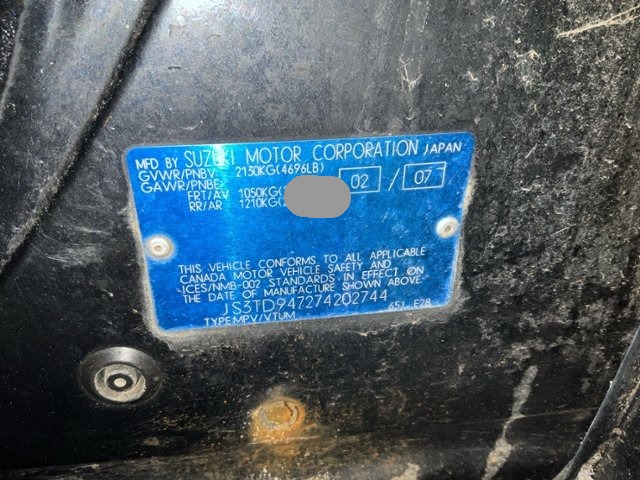 MFD BY SUZUKI MOTOR CORPORATION JAPAN
GVWR/PNBV 2130KG(4696LB)
GAWR/PNBE 02 / 07
FRT/AV 1050KG(
RR/AR 1210KG(
THIS VEHICLE CONFORMS TO ALL APPLICABLE
CANADA MOTOR VEHICLE SAFETY AND
ICES/NMB-002 STANDARDS IN EFFECT ON
THE DATE OF MANUFACTURE SHOWN ABOVE.
JS3TD947274202744
TYPE:MPV/VTUM 6S1 E28